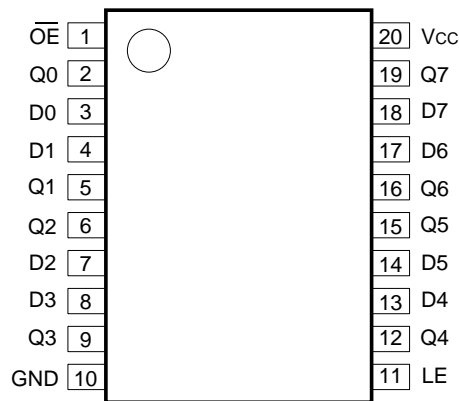 O̅E̅ 1 20 VCC
Q0 2 19 Q7
D0 3 18 D7
D1 4 17 D6
Q1 5 16 Q6
Q2 6 15 Q5
D2 7 14 D5
D3 8 13 D4
Q3 9 12 Q4
GND 10 11 LE